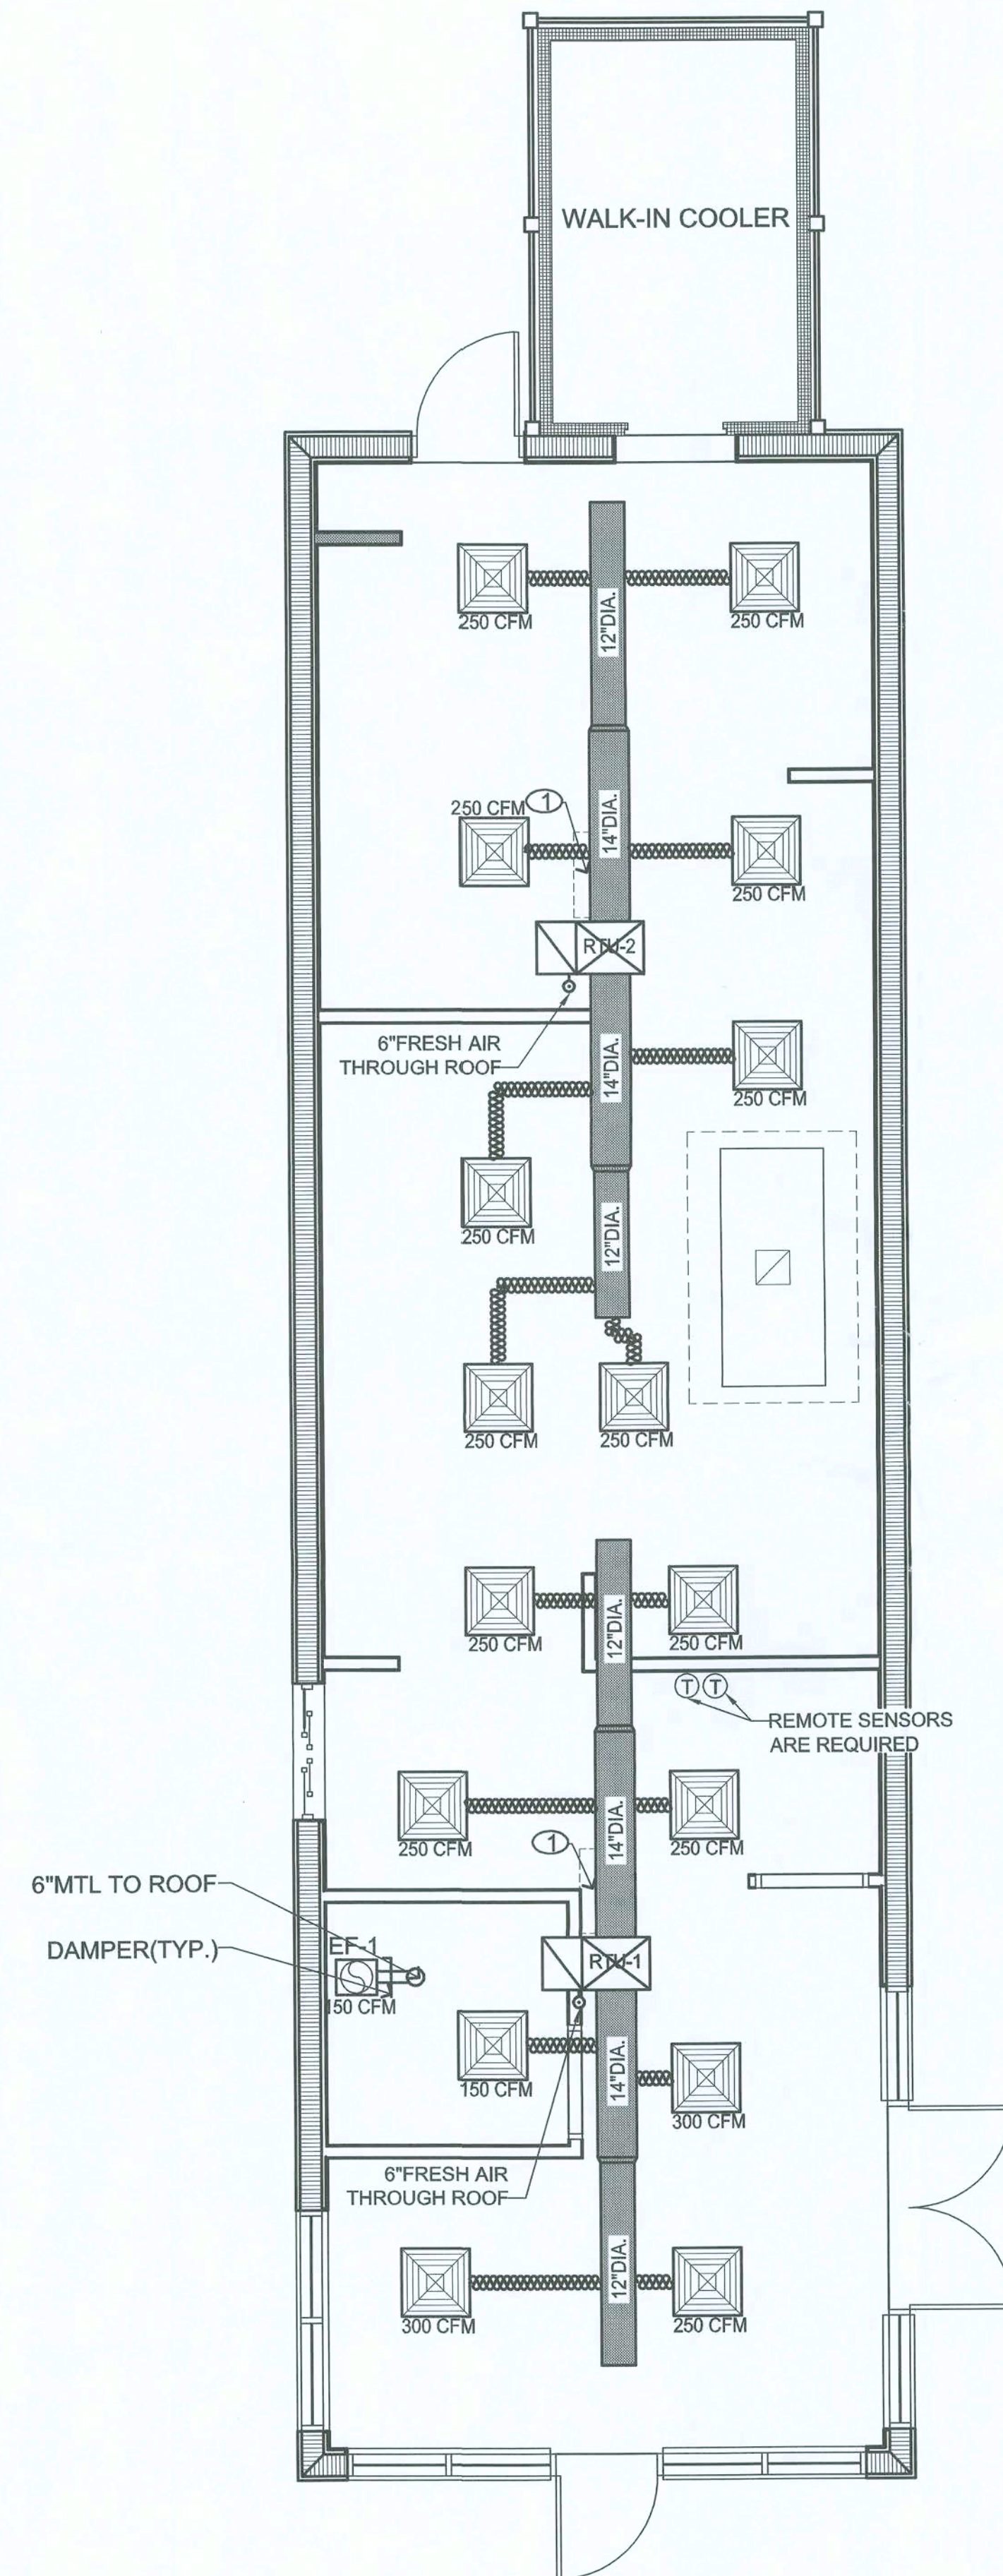 WALK-IN COOLER
12"DIA.
250 CFM
250 CFM
250 CFM
1
14"DIA.
250 CFM
RTU-2
6"FRESH AIR
THROUGH ROOF
14"DIA.
250 CFM
250 CFM
12"DIA.
250 CFM
250 CFM
12"DIA.
250 CFM
250 CFM
T T
REMOTE SENSORS
ARE REQUIRED
14"DIA.
250 CFM
250 CFM
1
6"MTL TO ROOF
DAMPER(TYP.)
EF-1
150 CFM
RTU-1
150 CFM
14"DIA.
300 CFM
6"FRESH AIR
THROUGH ROOF
12"DIA.
300 CFM
250 CFM